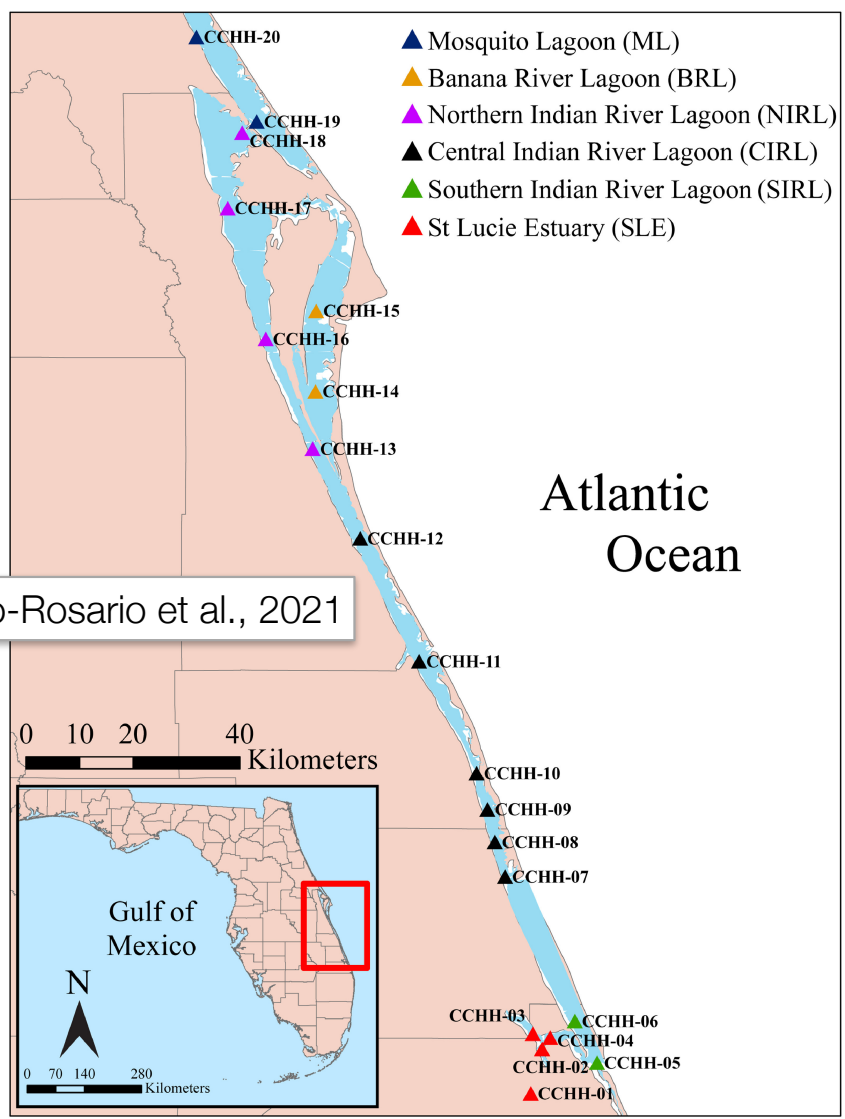 CCHH-20
Mosquito Lagoon (ML)
Banana River Lagoon (BRL)
Northern Indian River Lagoon (NIRL)
Central Indian River Lagoon (CIRL)
Southern Indian River Lagoon (SIRL)
St Lucie Estuary (SLE)
CCHH-19
CCHH-18
CCHH-17
CCHH-15
CCHH-16
CCHH-14
CCHH-13
Atlantic
Ocean
CCHH-12
o-Rosario et al., 2021
CCHH-11
0 10 20 40
Kilometers
CCHH-10
CCHH-09
CCHH-08
CCHH-07
Gulf of
Mexico
N
0 70 140 280
Kilometers
CCHH-03
CCHH-06
CCHH-04
CCHH-02
CCHH-05
CCHH-01